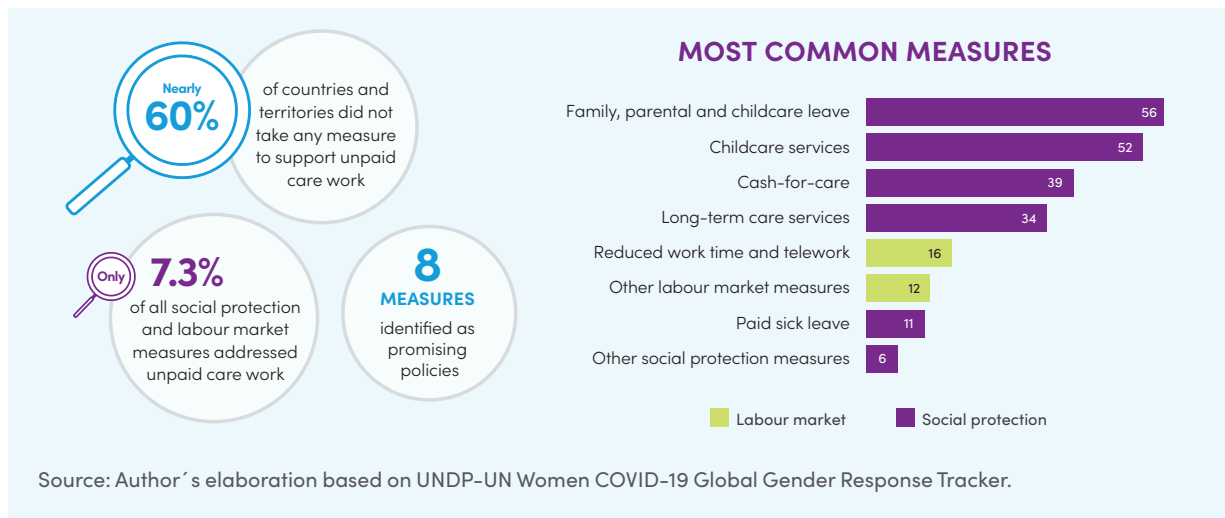 Nearly
60%
of countries and
territories did not
take any measure
to support unpaid
care work
Only
7.3%
of all social protection
and labour market
measures addressed
unpaid care work
8
MEASURES
identified as
promising
policies
MOST COMMON MEASURES
Family, parental and childcare leave 56
Childcare services 52
Cash-for-care 39
Long-term care services 34
Reduced work time and telework 16
Other labour market measures 12
Paid sick leave 11
Other social protection measures 6
Labour market Social protection
Source: Author´s elaboration based on UNDP-UN Women COVID-19 Global Gender Response Tracker.